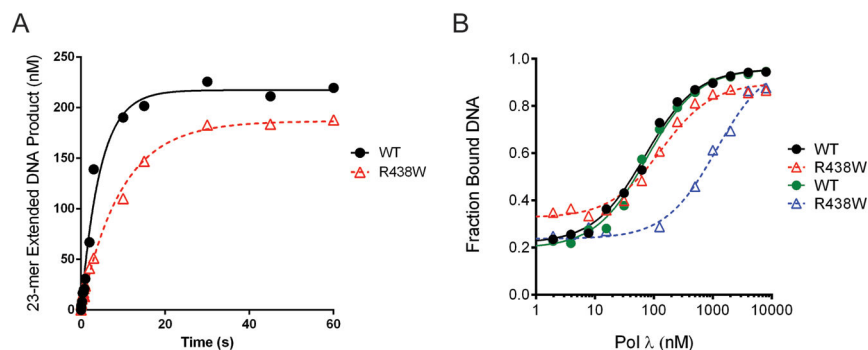 A
23-mer Extended DNA Product (nM)
250
200
150
100
50
0
0
20
40
60
Time (s)
WT
R438W
B
Fraction Bound DNA
1.0
0.8
0.6
0.4
0.2
0.0
1
10
100
1000
10000
Pol λ (nM)
WT
R438W
WT
R438W